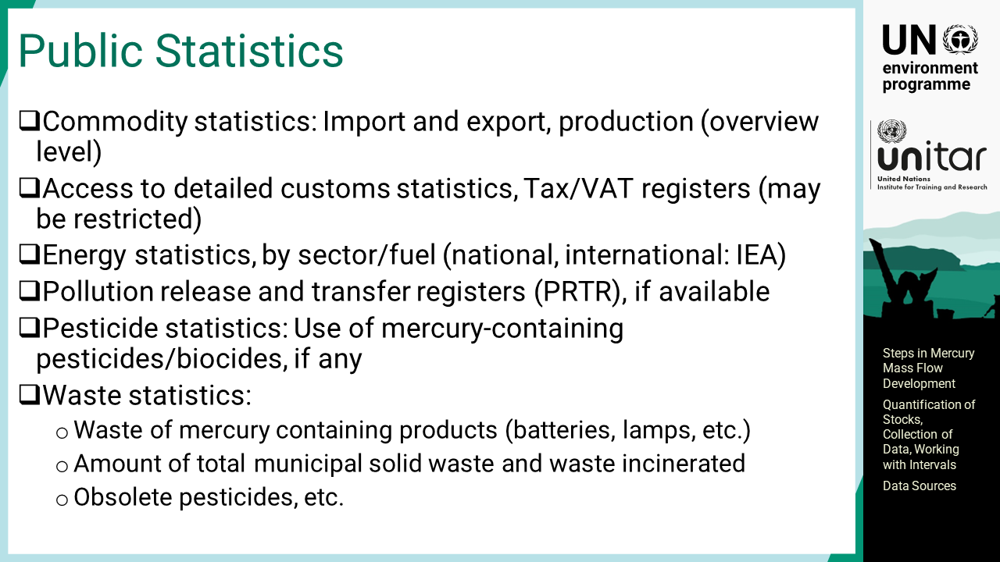 Public Statistics
❑Commodity statistics: Import and export, production (overview
level)
❑Access to detailed customs statistics, Tax/VAT registers (may
be restricted)
❑Energy statistics, by sector/fuel (national, international: IEA)
❑Pollution release and transfer registers (PRTR), if available
❑Pesticide statistics: Use of mercury-containing
pesticides/biocides, if any
❑Waste statistics:
o Waste of mercury containing products (batteries, lamps, etc.)
o Amount of total municipal solid waste and waste incinerated
o Obsolete pesticides, etc.
UN
environment
programme
unitar
United Nations
Institute for Training and Research
Steps in Mercury
Mass Flow
Development
Quantification of
Stocks,
Collection of
Data, Working
with Intervals
Data Sources